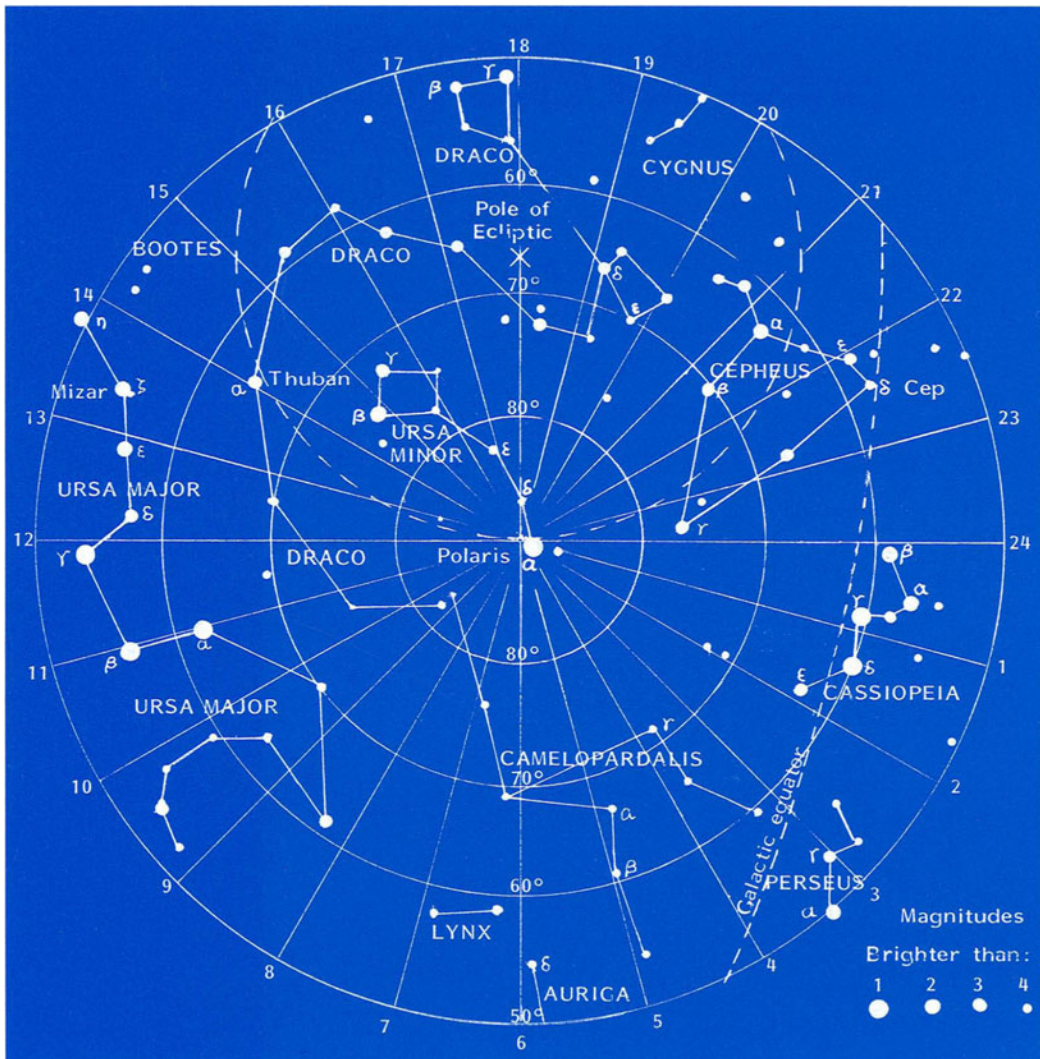 18
17
19
β
γ
16
20
DRACO
CYGNUS
60°
15
21
Pole of
Ecliptic
BOOTES
DRACO
δ
14
70°
22
η
ε
α
ε
γ
CEPHEUS
Mizar
ζ
α
Thuban
β
δ
Cep
13
β
80°
23
URSA
MINOR
ε
ε
URSA MAJOR
δ
δ
γ
12
24
γ
DRACO
Polaris
α
β
α
γ
β
α
80°
11
δ
1
ε
CASSIOPEIA
URSA MAJOR
γ
CAMELOPARDALIS
10
70°
2
α
Galactic equator
γ
β
9
60°
PERSEUS
3
α
Magnitudes
LYNX
Brighter than:
8
4
δ
1 2 3 4
AURIGA
7
50°
5
6